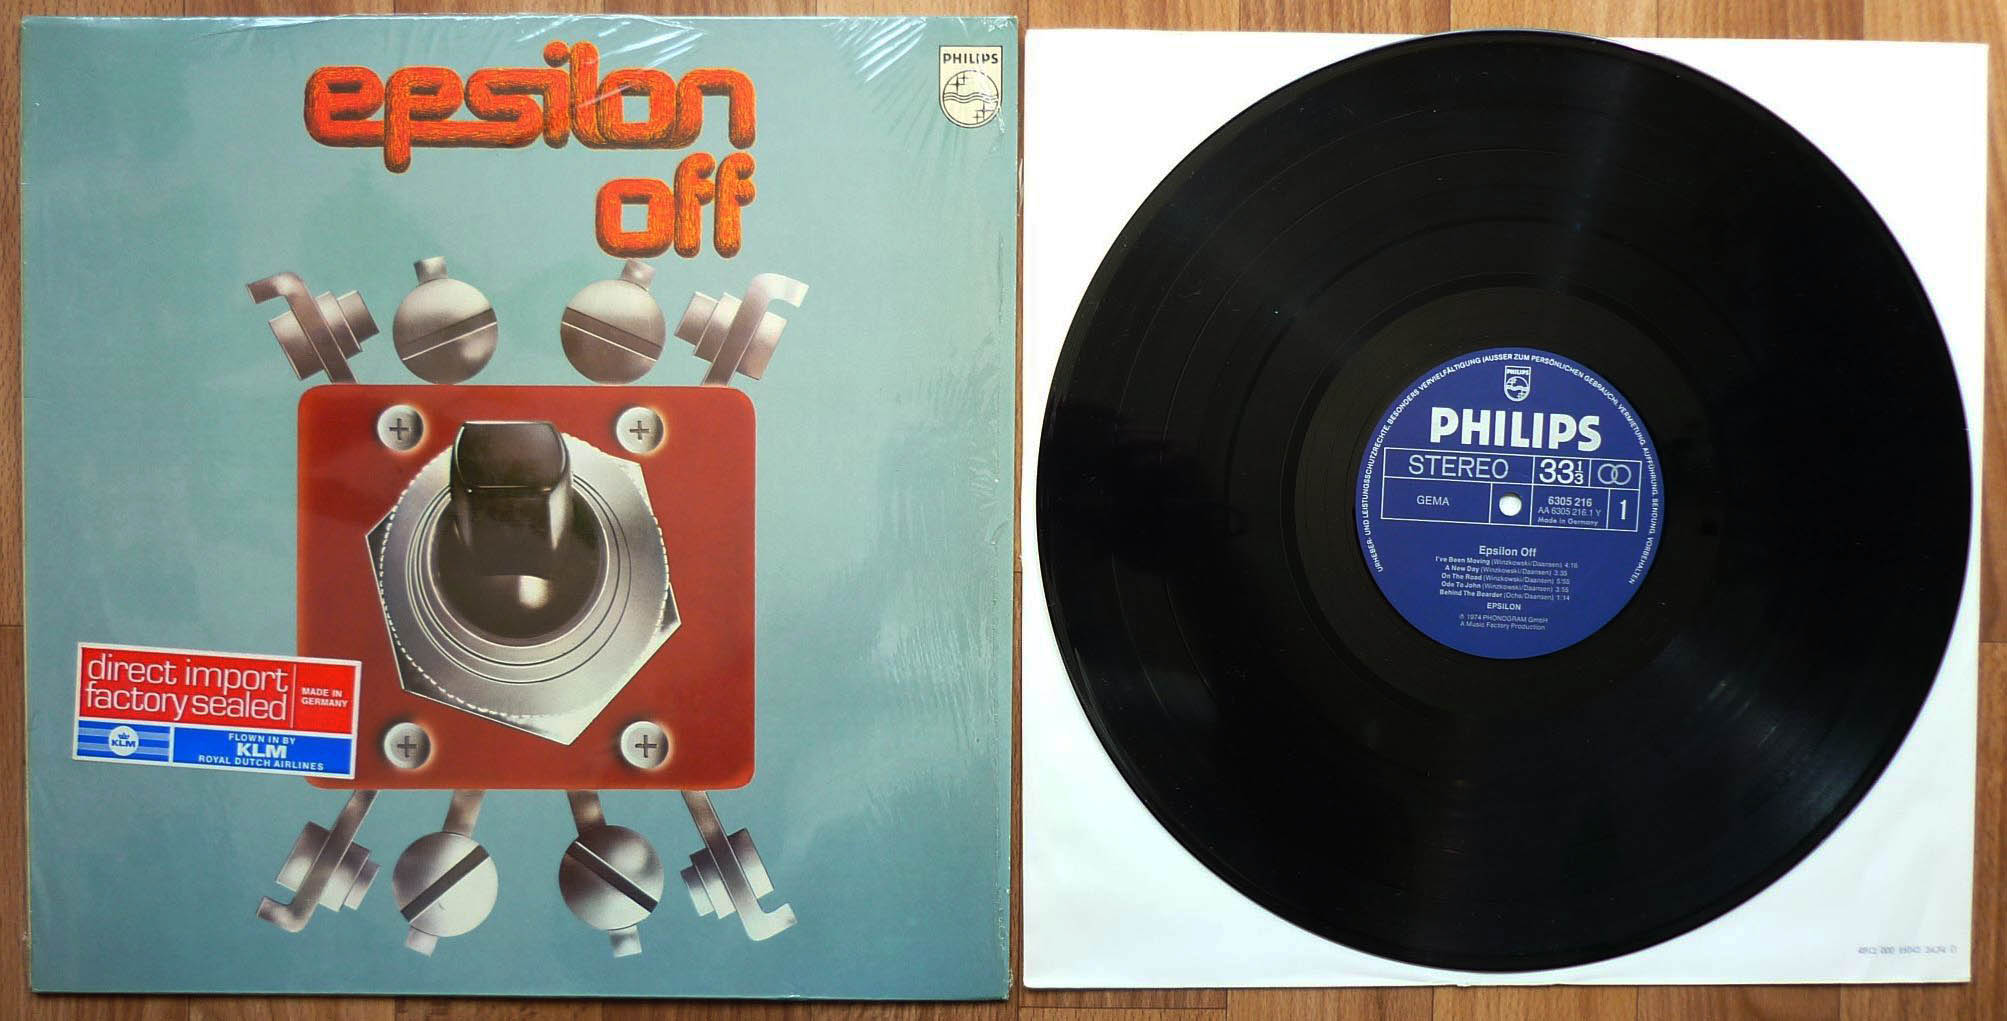 epsilon
off
PHILIPS
direct import
factory sealed
MADE IN
GERMANY
KLM
FLOWN IN BY
KLM
ROYAL DUTCH AIRLINES
URHEBER- UND LEISTUNGSSCHUTZRECHTE, BESONDERS VERVIELFÄLTIGUNG (AUSSER ZUM PERSÖNLICHEN GEBRAUCH), VERMIETUNG, AUFFÜHRUNG, SENDUNG, VORBEHALTEN
PHILIPS
PHILIPS
STEREO 33 1/3
GEMA
6305 216
AA 6305 216.1 Y
Made in Germany
1
Epsilon Off
I've Been Moving (Winzkowski/Daansen) 4:16
A New Day (Winzkowski/Daansen) 3:35
On The Road (Winzkowski/Daansen) 5:55
Ode To John (Winzkowski/Daansen) 3:55
Behind The Boarder (Ochs/Daansen) 1:14
EPSILON
℗ 1974 PHONOGRAM GmbH
A Music Factory Production